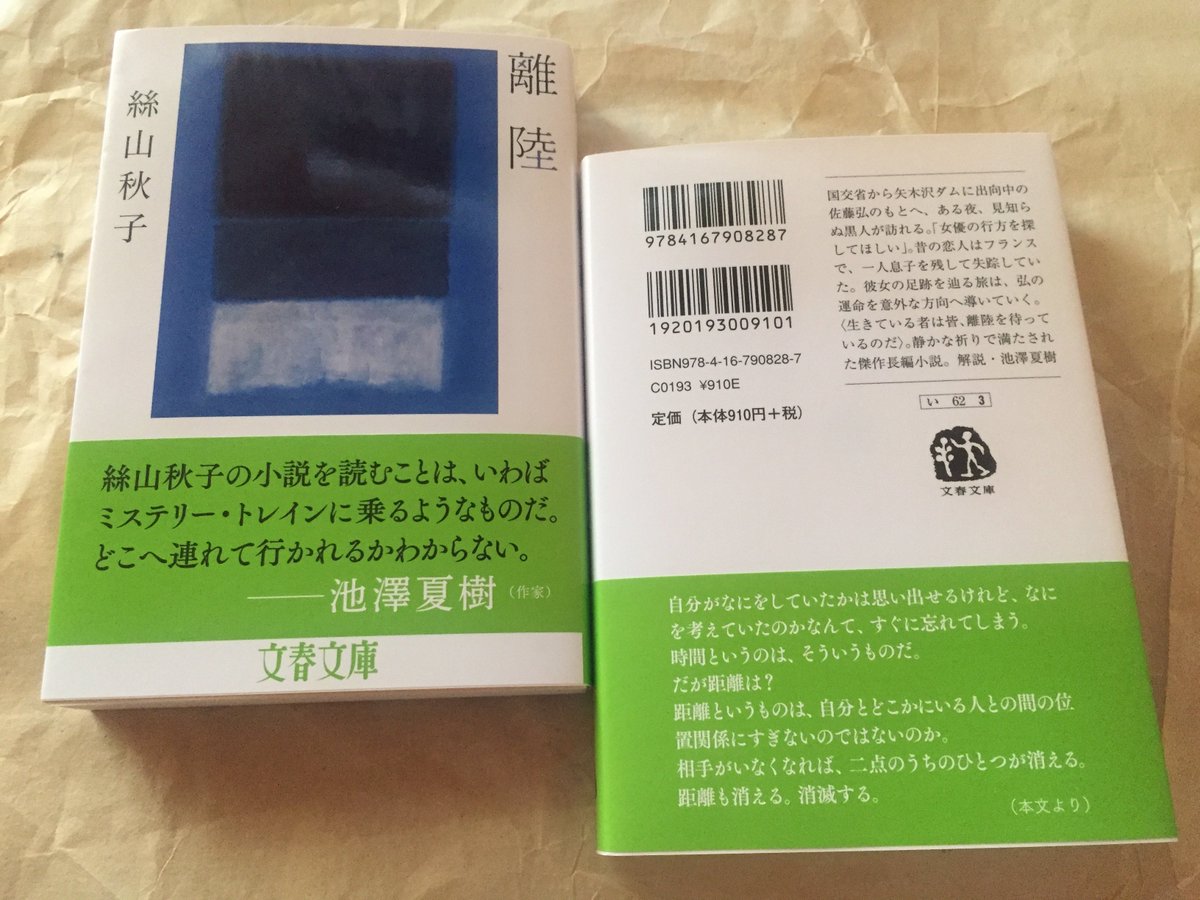 離陸
絲山秋子
絲山秋子の小説を読むことは、いわば
ミステリー・トレインに乗るようなものだ。
どこへ連れて行かれるかわからない。
──池澤夏樹(作家)
文春文庫
9784167908287
1920193009101
ISBN978-4-16-790828-7
C0193 ¥910E
定価(本体910円+税)
国交省から矢木沢ダムに出向中の
佐藤弘のもとへ、ある夜、見知ら
ぬ黒人が訪れる。「女優の行方を探
してほしい」。昔の恋人はフランス
で、一人息子を残して失踪してい
た。彼女の足跡を辿る旅は、弘の
運命を意外な方向へ導いていく。
〈生きている者は皆、離陸を待って
いるのだ〉。静かな祈りで満たされ
た傑作長編小説。解説・池澤夏樹
い 62 3
文春文庫
自分がなにをしていたかは思い出せるけれど、なに
を考えていたのかなんて、すぐに忘れてしまう。
時間というのは、そういうものだ。
だが距離は?
距離というものは、自分とどこかにいる人との間の位
置関係にすぎないのではないのか。
相手がいなくなれば、二点のうちのひとつが消える。
距離も消える。消滅する。
(本文より)